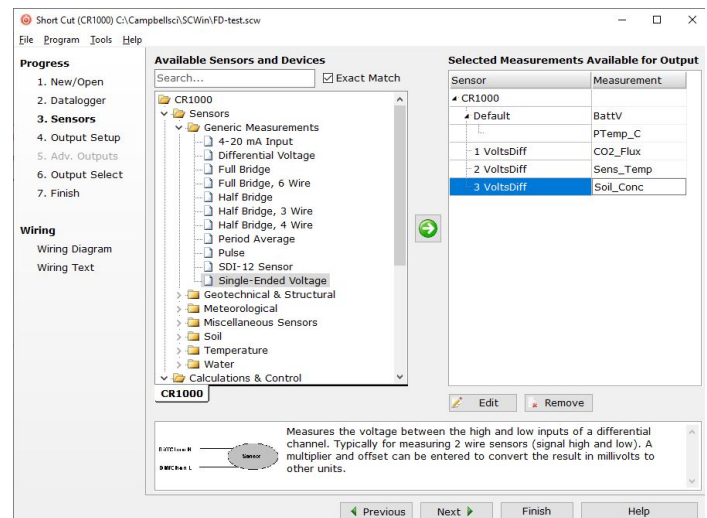 Short Cut (CR1000) C:\Campbellsci\SCWin\FD-test.scw
File Program Tools Help
Progress
1. New/Open
2. Datalogger
3. Sensors
4. Output Setup
5. Adv. Outputs
6. Output Select
7. Finish
Wiring
Wiring Diagram
Wiring Text
Available Sensors and Devices
Search...
Exact Match
CR1000
Sensors
Generic Measurements
4-20 mA Input
Differential Voltage
Full Bridge
Full Bridge, 6 Wire
Half Bridge
Half Bridge, 3 Wire
Half Bridge, 4 Wire
Period Average
Pulse
SDI-12 Sensor
Single-Ended Voltage
Geotechnical & Structural
Meteorological
Miscellaneous Sensors
Soil
Temperature
Water
Calculations & Control
CR1000
Selected Measurements Available for Output
Sensor Measurement
CR1000
Default BattV
PTemp_C
1 VoltsDiff CO2_Flux
2 VoltsDiff Sens_Temp
3 VoltsDiff Soil_Conc
Edit Remove
Sensor
Measures the voltage between the high and low inputs of a differential
channel. Typically for measuring 2 wire sensors (signal high and low). A
multiplier and offset can be entered to convert the result in millivolts to
other units.
Previous Next Finish Help